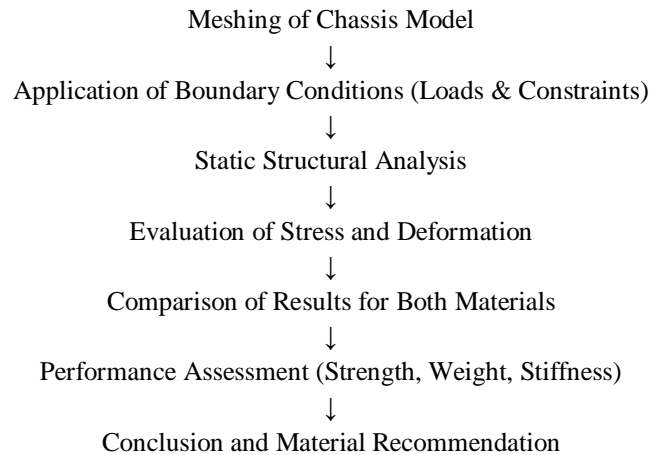 Meshing of Chassis Model
↓
Application of Boundary Conditions (Loads & Constraints)
↓
Static Structural Analysis
↓
Evaluation of Stress and Deformation
↓
Comparison of Results for Both Materials
↓
Performance Assessment (Strength, Weight, Stiffness)
↓
Conclusion and Material Recommendation